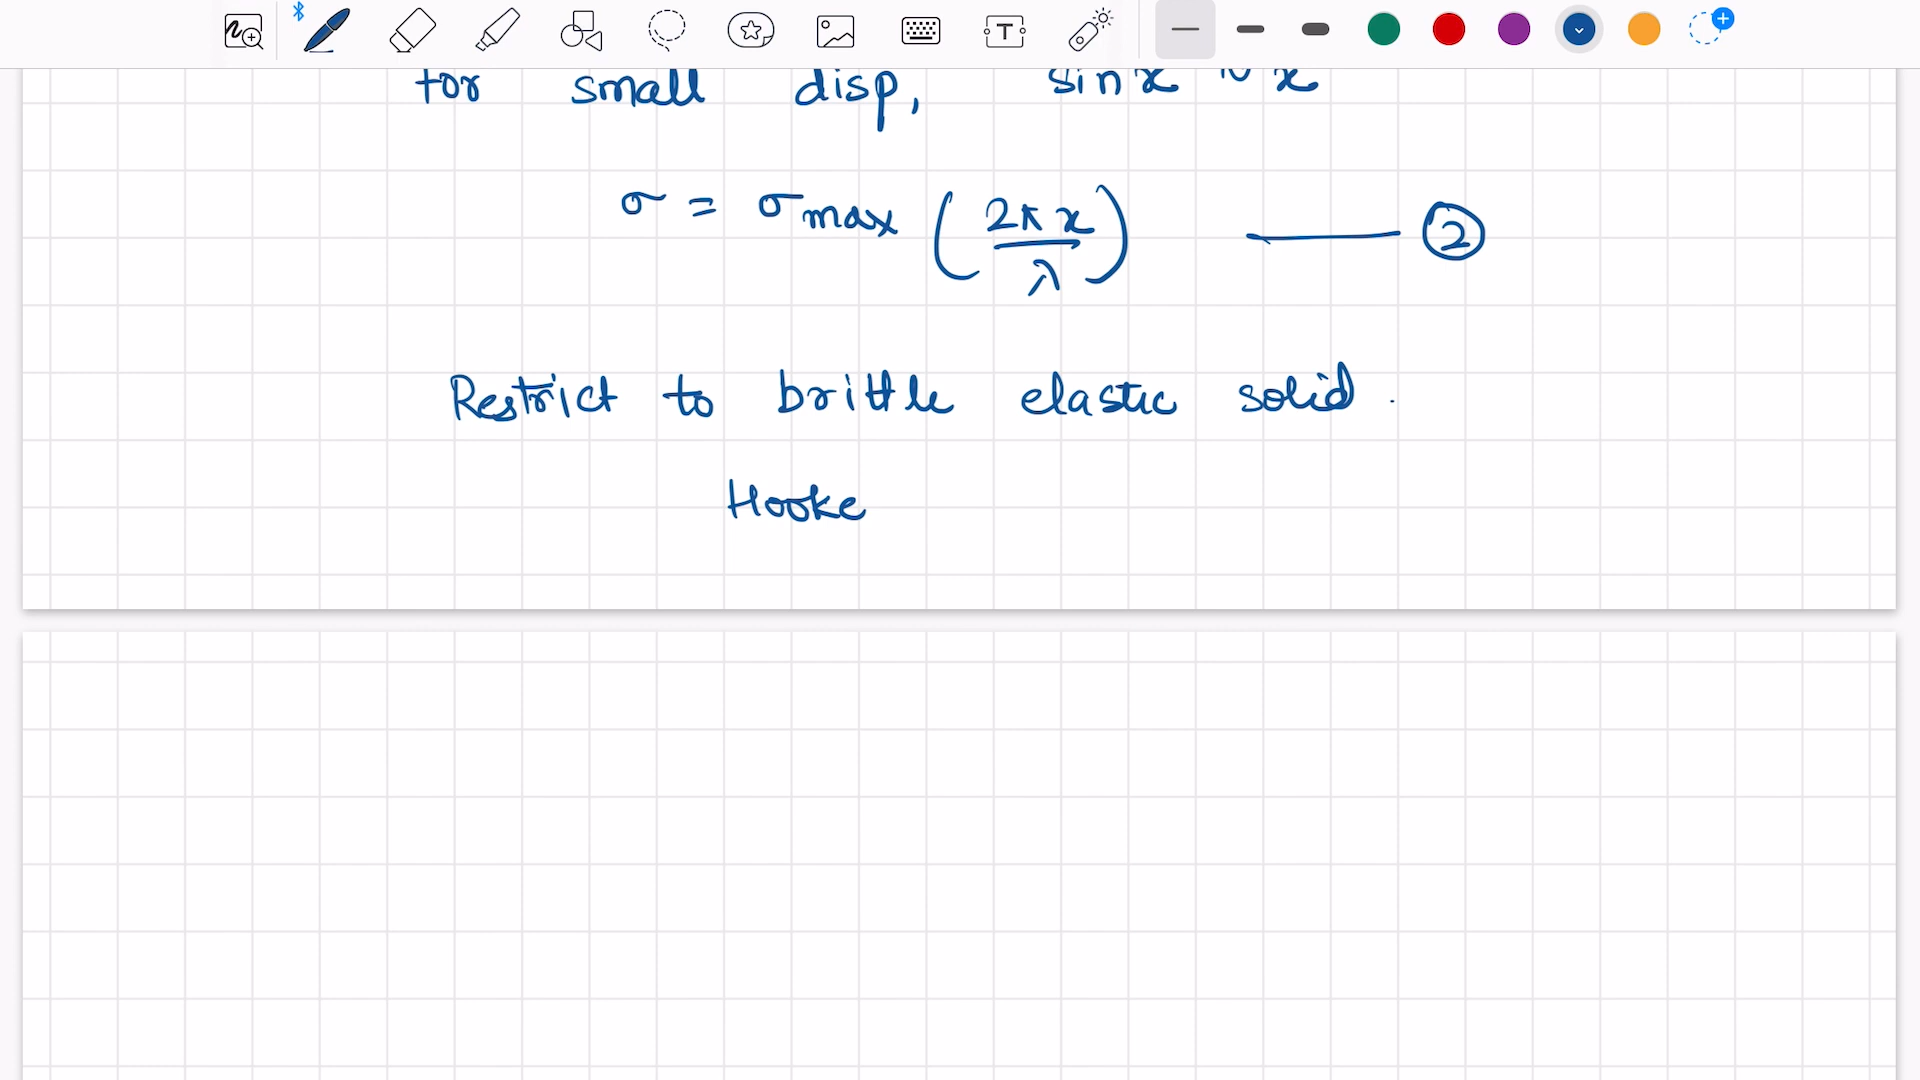 for small disp, sin x ≈ x
σ = σmax (2πx/λ) —— ②
Restrict to brittle elastic solid.
Hooke